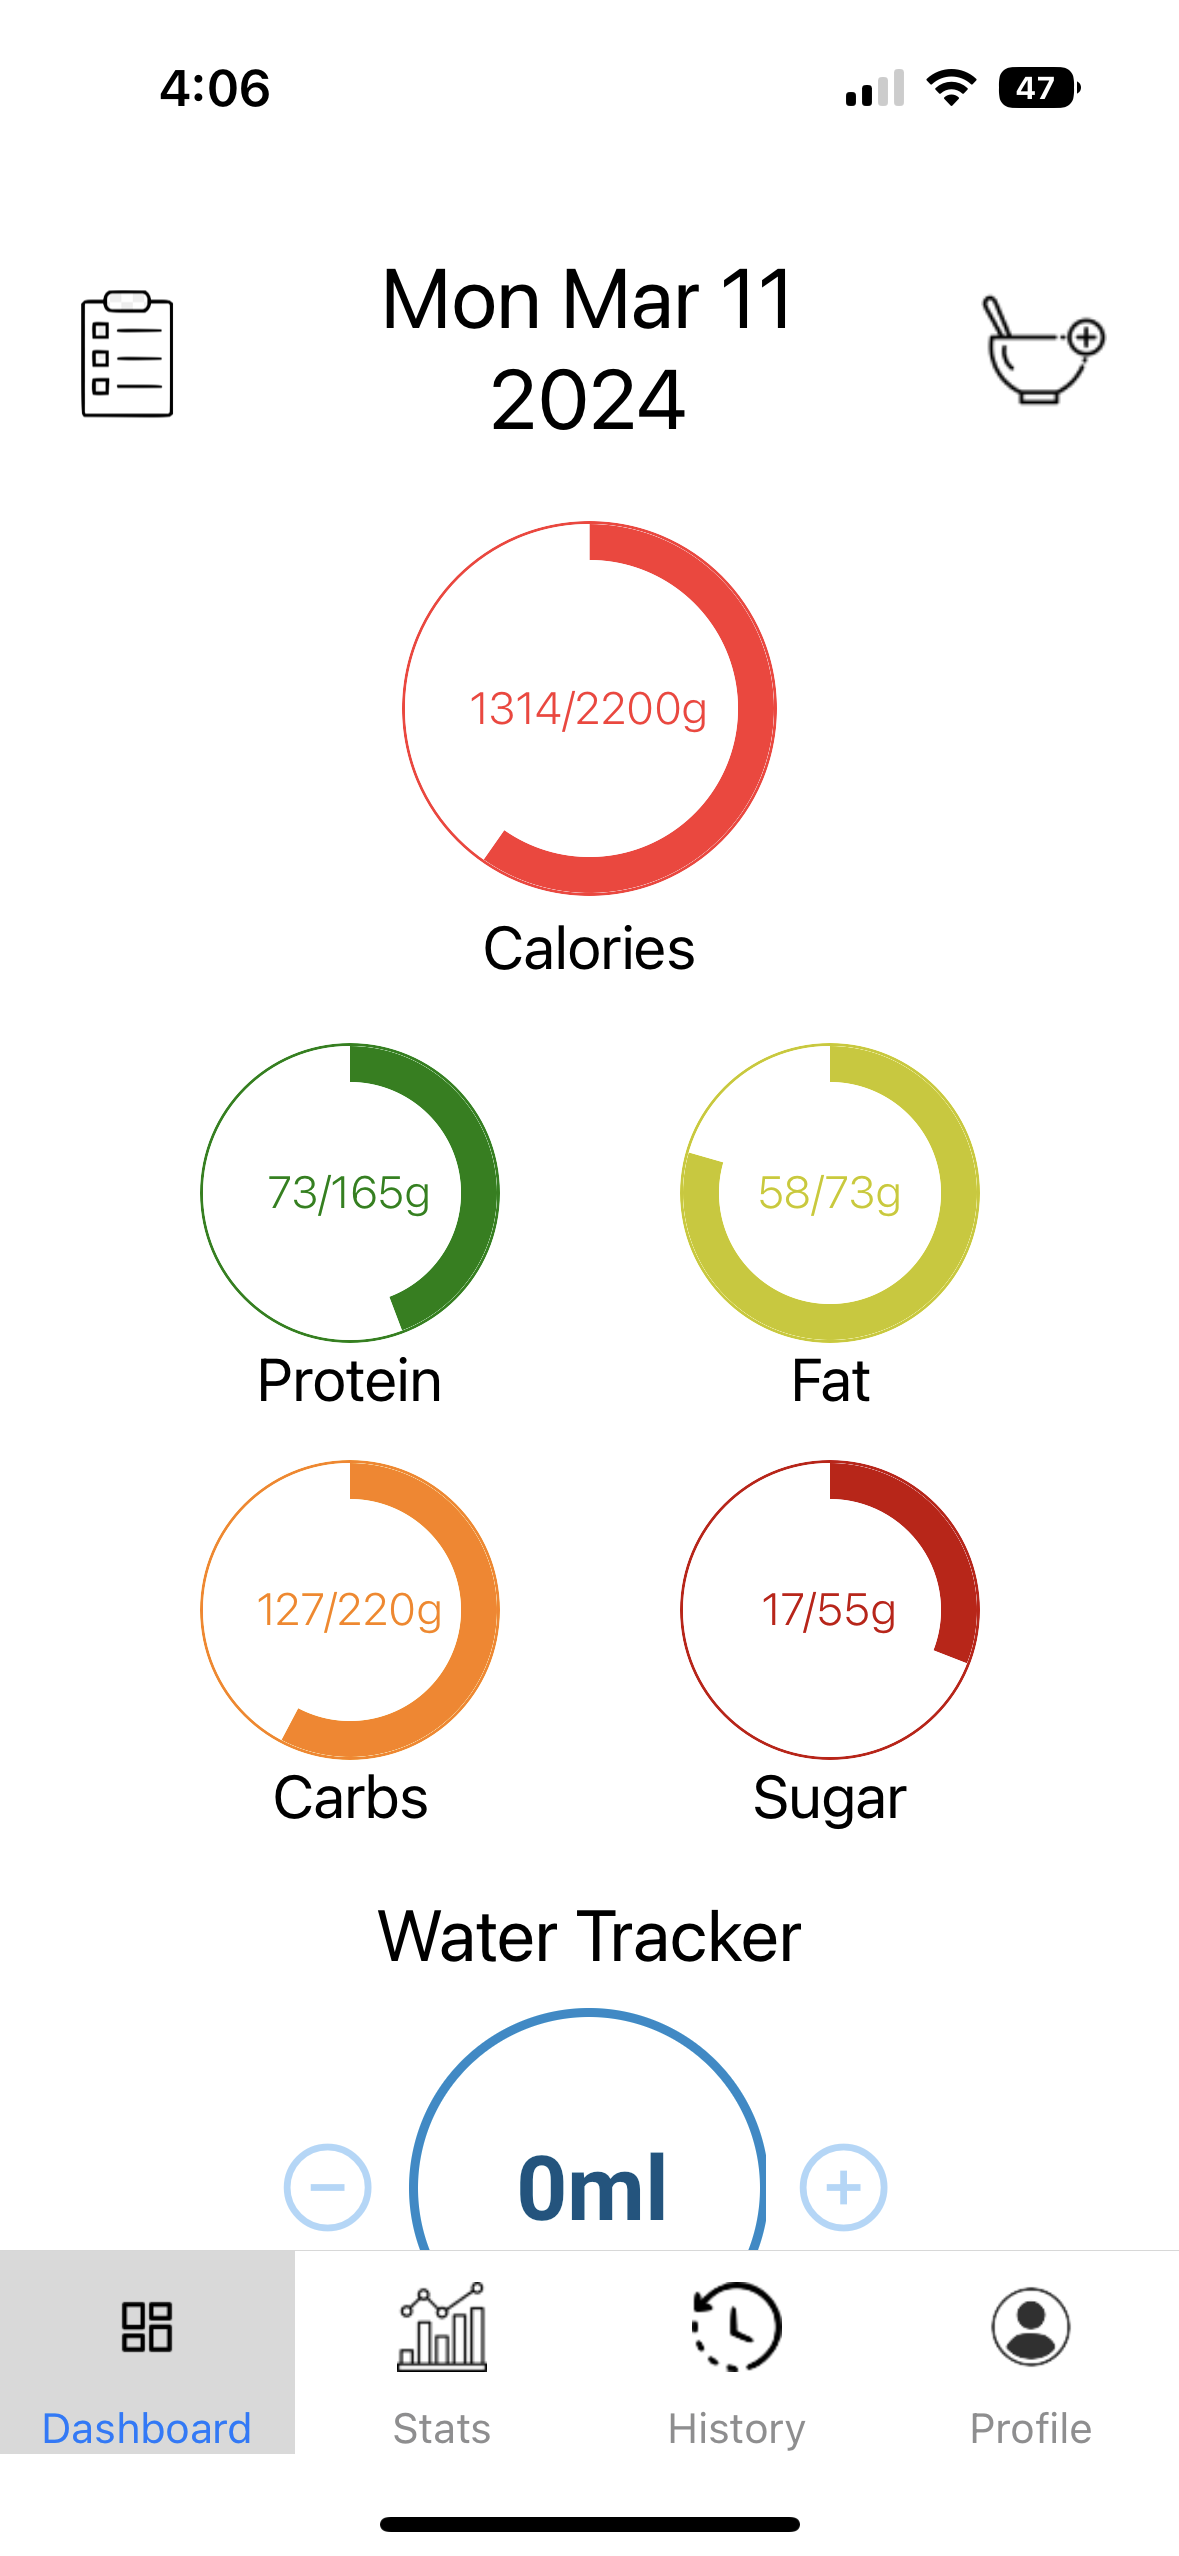 4:06
47
Mon Mar 11
2024
1314/2200g
Calories
73/165g
58/73g
Protein
Fat
127/220g
17/55g
Carbs
Sugar
Water Tracker
0ml
Dashboard
Stats
History
Profile